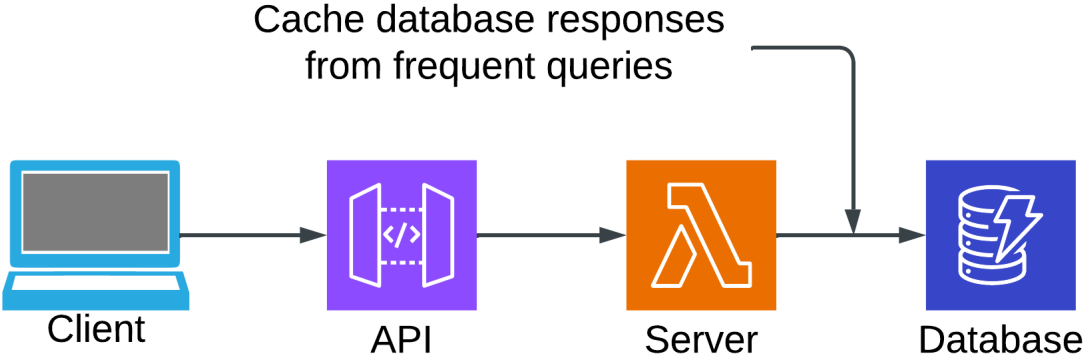 Cache database responses
from frequent queries
</>
Client
API
Server
Database